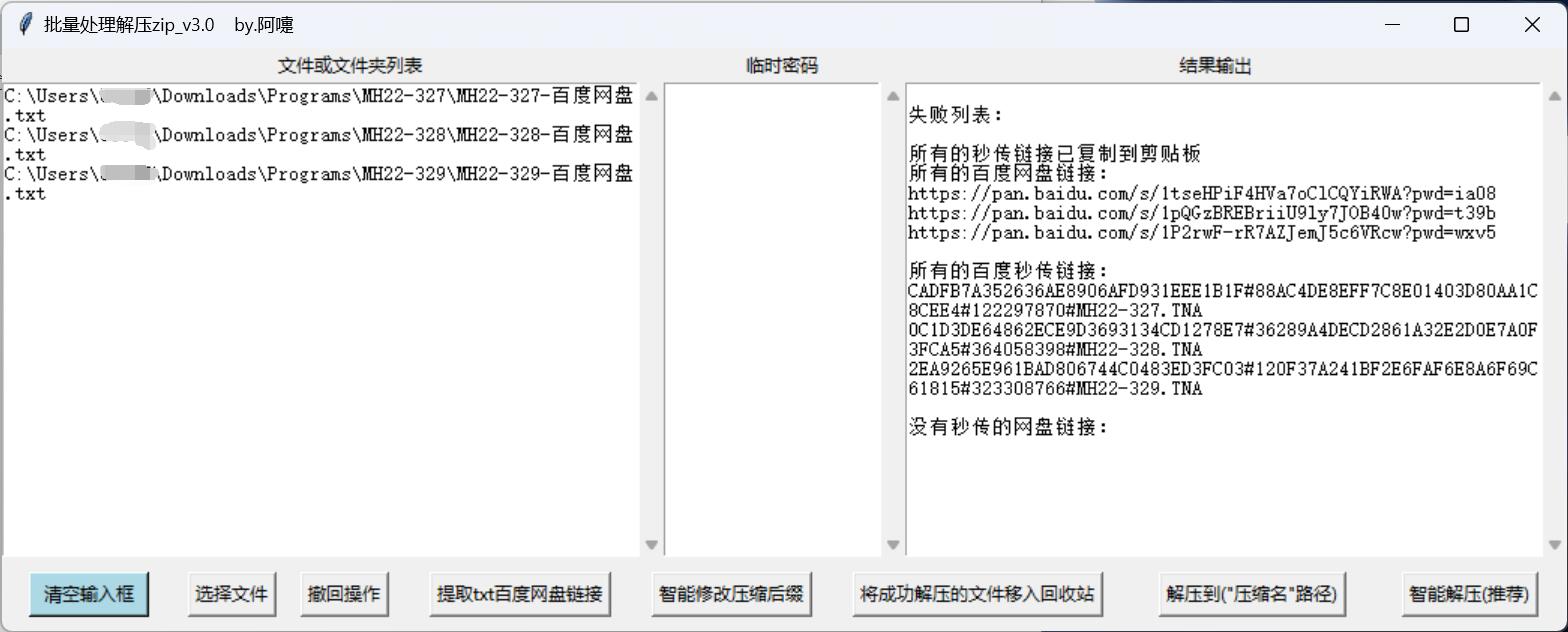 批量处理解压zip_v3.0 by.阿嚏
文件或文件夹列表
临时密码
结果输出
C:\Users\ \Downloads\Programs\MH22-327\MH22-327-百度网盘
.txt
C:\Users\ \Downloads\Programs\MH22-328\MH22-328-百度网盘
.txt
C:\Users\ \Downloads\Programs\MH22-329\MH22-329-百度网盘
.txt
失败列表：
所有的秒传链接已复制到剪贴板
所有的百度网盘链接：
https://pan.baidu.com/s/1tseHPiF4HVa7oClCQYiRWA?pwd=ia08
https://pan.baidu.com/s/1pQGzBREBriiU9ly7JOB40w?pwd=t39b
https://pan.baidu.com/s/1P2rwF-rR7AZJemJ5c6VRcw?pwd=wxv5
所有的百度秒传链接：
CADFB7A352636AE8906AFD931EEE1B1F#88AC4DE8EFF7C8E01403D80AA1C
8CEE4#122297870#MH22-327.TNA
0C1D3DE64862ECE9D3693134CD1278E7#36289A4DECD2861A32E2D0E7A0F
3FCA5#364058398#MH22-328.TNA
2EA9265E961BAD806744C0483ED3FC03#120F37A241BF2E6FAF6E8A6F69C
61815#323308766#MH22-329.TNA
没有秒传的网盘链接：
清空输入框
选择文件
撤回操作
提取txt百度网盘链接
智能修改压缩后缀
将成功解压的文件移入回收站
解压到("压缩名"路径)
智能解压(推荐)